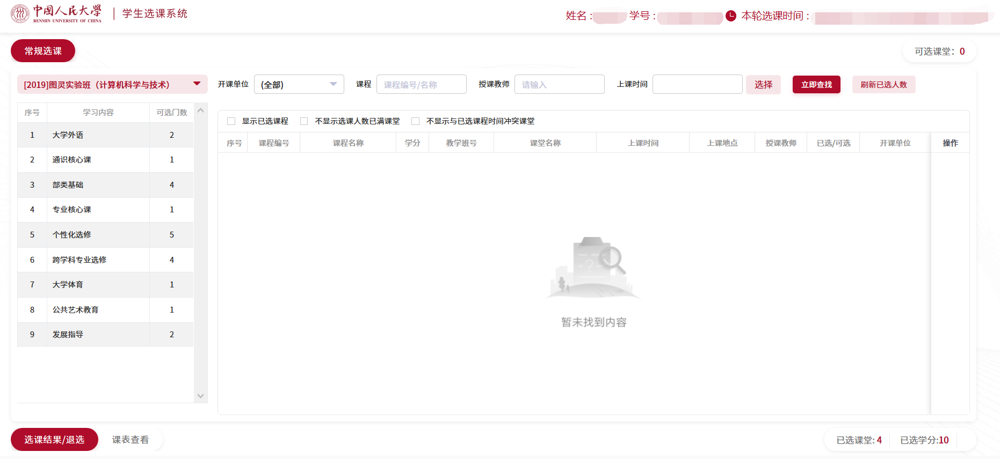 中国人民大学
RENMIN UNIVERSITY OF CHINA
学生选课系统
姓名 : 学号 : 本轮选课时间 :
常规选课
可选课堂: 0
[2019]图灵实验班（计算机科学与技术） 开课单位 (全部) 课程 课程编号/名称 授课教师 请输入 上课时间 选择 立即查找 刷新已选人数
序号 学习内容 可选门数
1 大学外语 2
2 通识核心课 1
3 部类基础 4
4 专业核心课 1
5 个性化选修 5
6 跨学科专业选修 4
7 大学体育 1
8 公共艺术教育 1
9 发展指导 2
显示已选课程 不显示选课人数已满课堂 不显示与已选课程时间冲突课堂
序号 课程编号 课程名称 学分 教学班号 课堂名称 上课时间 上课地点 授课教师 已选/可选 开课单位 操作
?
暂未找到内容
选课结果/退选 课表查看
已选课堂: 4 已选学分:10